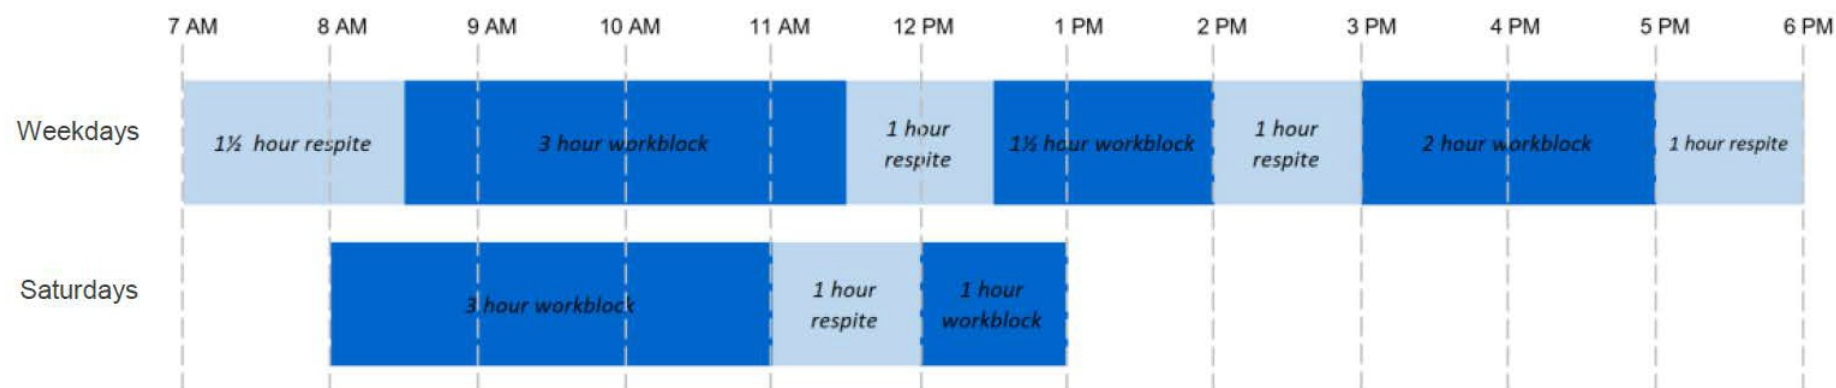 7 AM 8 AM 9 AM 10 AM 11 AM 12 PM 1 PM 2 PM 3 PM 4 PM 5 PM 6 PM
Weekdays
1½ hour respite
3 hour workblock
1 hour
respite
1½ hour workblock
1 hour
respite
2 hour workblock
1 hour respite
Saturdays
3 hour workblock
1 hour
respite
1 hour
workblock